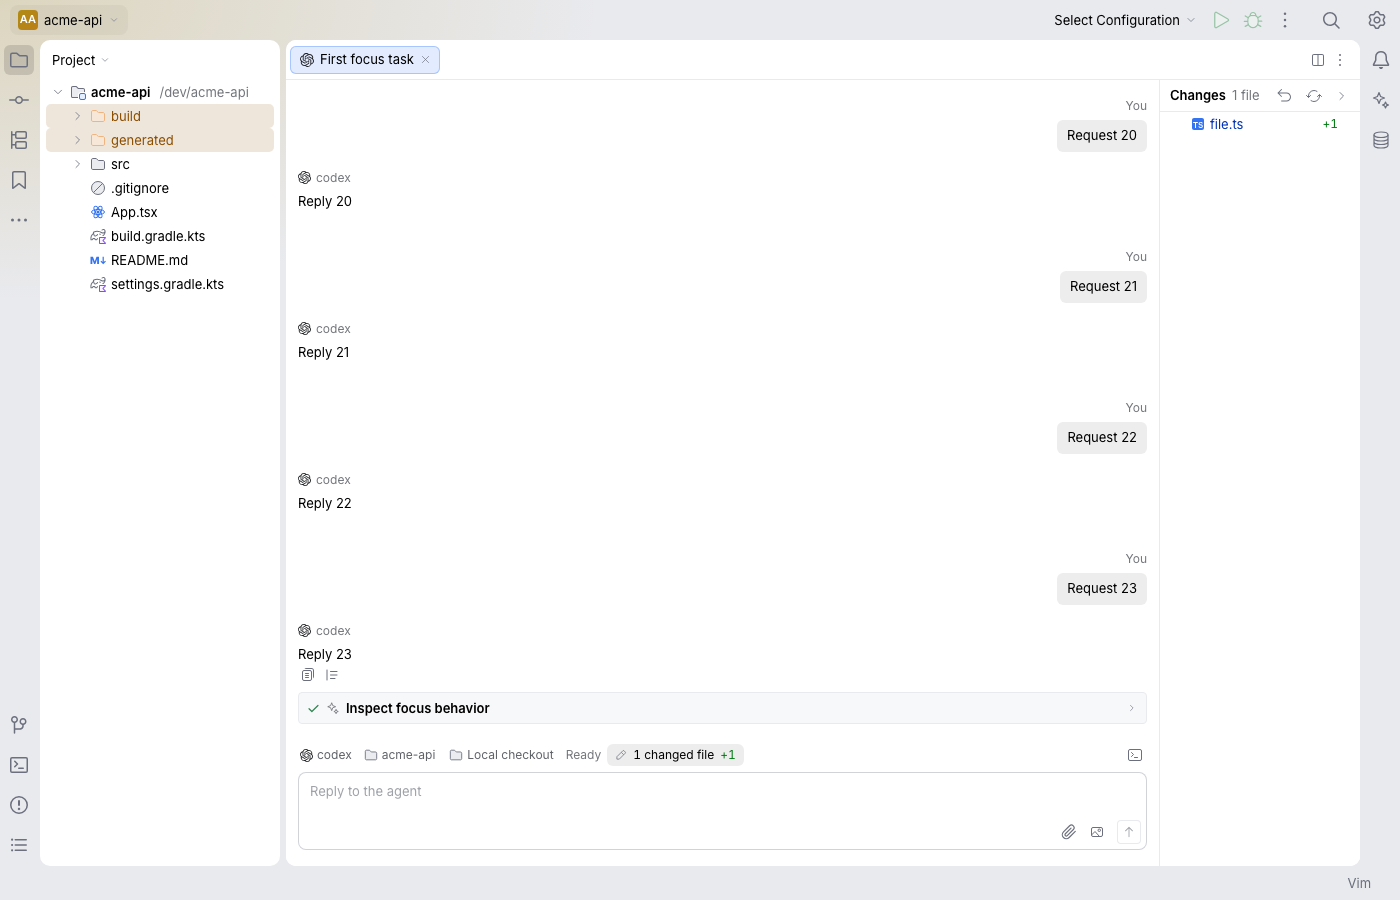 AA acme-api
Select Configuration
Project
acme-api /dev/acme-api
build
generated
src
.gitignore
App.tsx
build.gradle.kts
M↓ README.md
settings.gradle.kts
First focus task
You
Request 20
codex
Reply 20
You
Request 21
codex
Reply 21
You
Request 22
codex
Reply 22
You
Request 23
codex
Reply 23
Inspect focus behavior
codex acme-api Local checkout Ready 1 changed file +1
Reply to the agent
Changes 1 file
TS file.ts +1
Vim